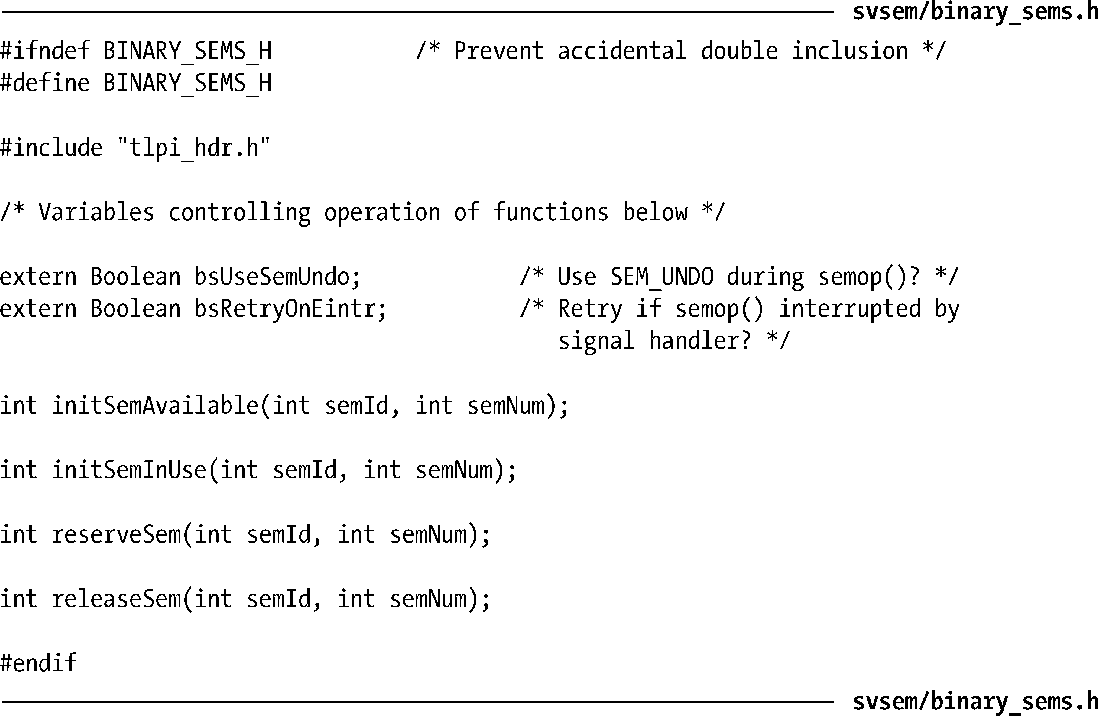 svsem/binary_sems.h
#ifndef BINARY_SEMS_H           /* Prevent accidental double inclusion */
#define BINARY_SEMS_H

#include "tlpi_hdr.h"

/* Variables controlling operation of functions below */

extern Boolean bsUseSemUndo;            /* Use SEM_UNDO during semop()? */
extern Boolean bsRetryOnEintr;          /* Retry if semop() interrupted by
                                           signal handler? */

int initSemAvailable(int semId, int semNum);

int initSemInUse(int semId, int semNum);

int reserveSem(int semId, int semNum);

int releaseSem(int semId, int semNum);

#endif
svsem/binary_sems.h